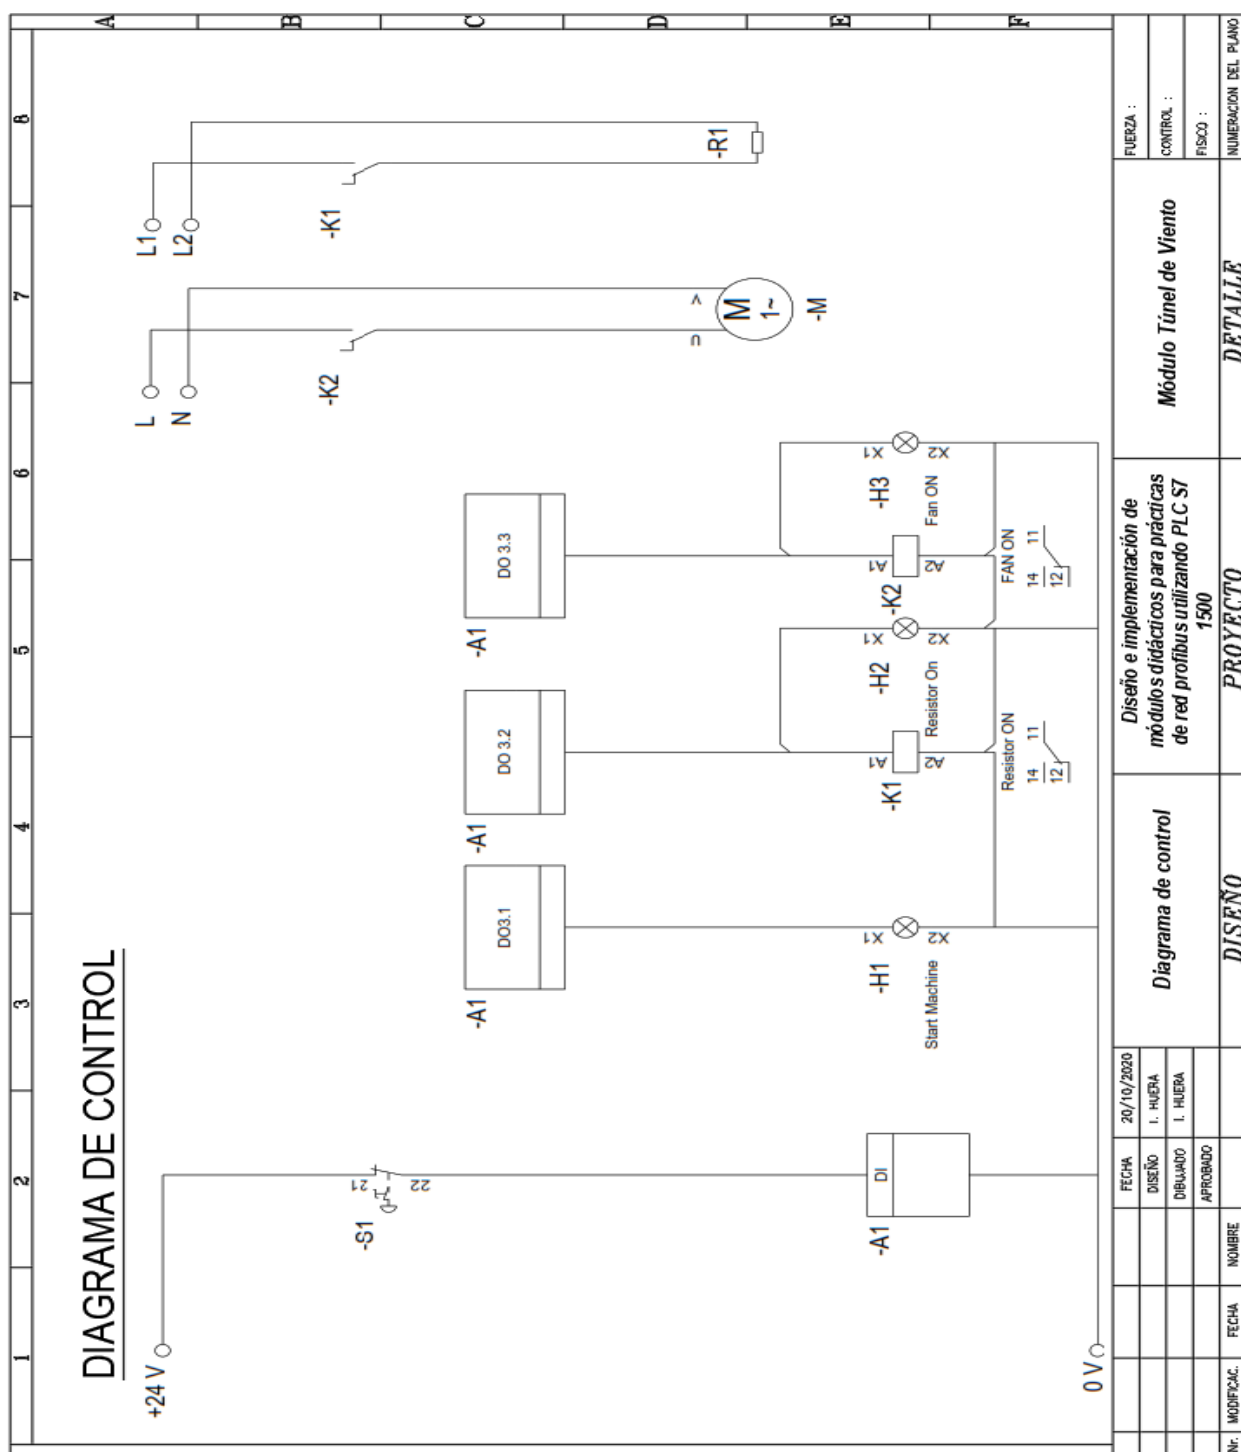 1
2
3
4
5
6
7
8
A
B
C
D
E
F
DIAGRAMA DE CONTROL
+24 V
0 V
-S1
21
22
-A1
DI
-A1
DO3.1
-H1
X1
X2
Start Machine
-A1
DO 3.2
-K1
A1
A2
Resistor ON
14
12
11
-H2
X1
X2
Resistor On
-A1
DO 3.3
-K2
A1
A2
FAN ON
14
12
11
-H3
X1
X2
Fan ON
L
N
-K2
U
V
M
1~
-M
L1
L2
-K1
-R1
Nr.
MODIFICAC.
FECHA
NOMBRE
FECHA
20/10/2020
DISEÑO
I. HUERA
DIBUJADO
I. HUERA
APROBADO
Diagrama de control
DISEÑO
Diseño e implementación de
módulos didácticos para prácticas
de red profibus utilizando PLC S7
1500
PROYECTO
Módulo Túnel de Viento
DETALLE
FUERZA :
CONTROL :
FISICO :
NUMERACION DEL PLANO